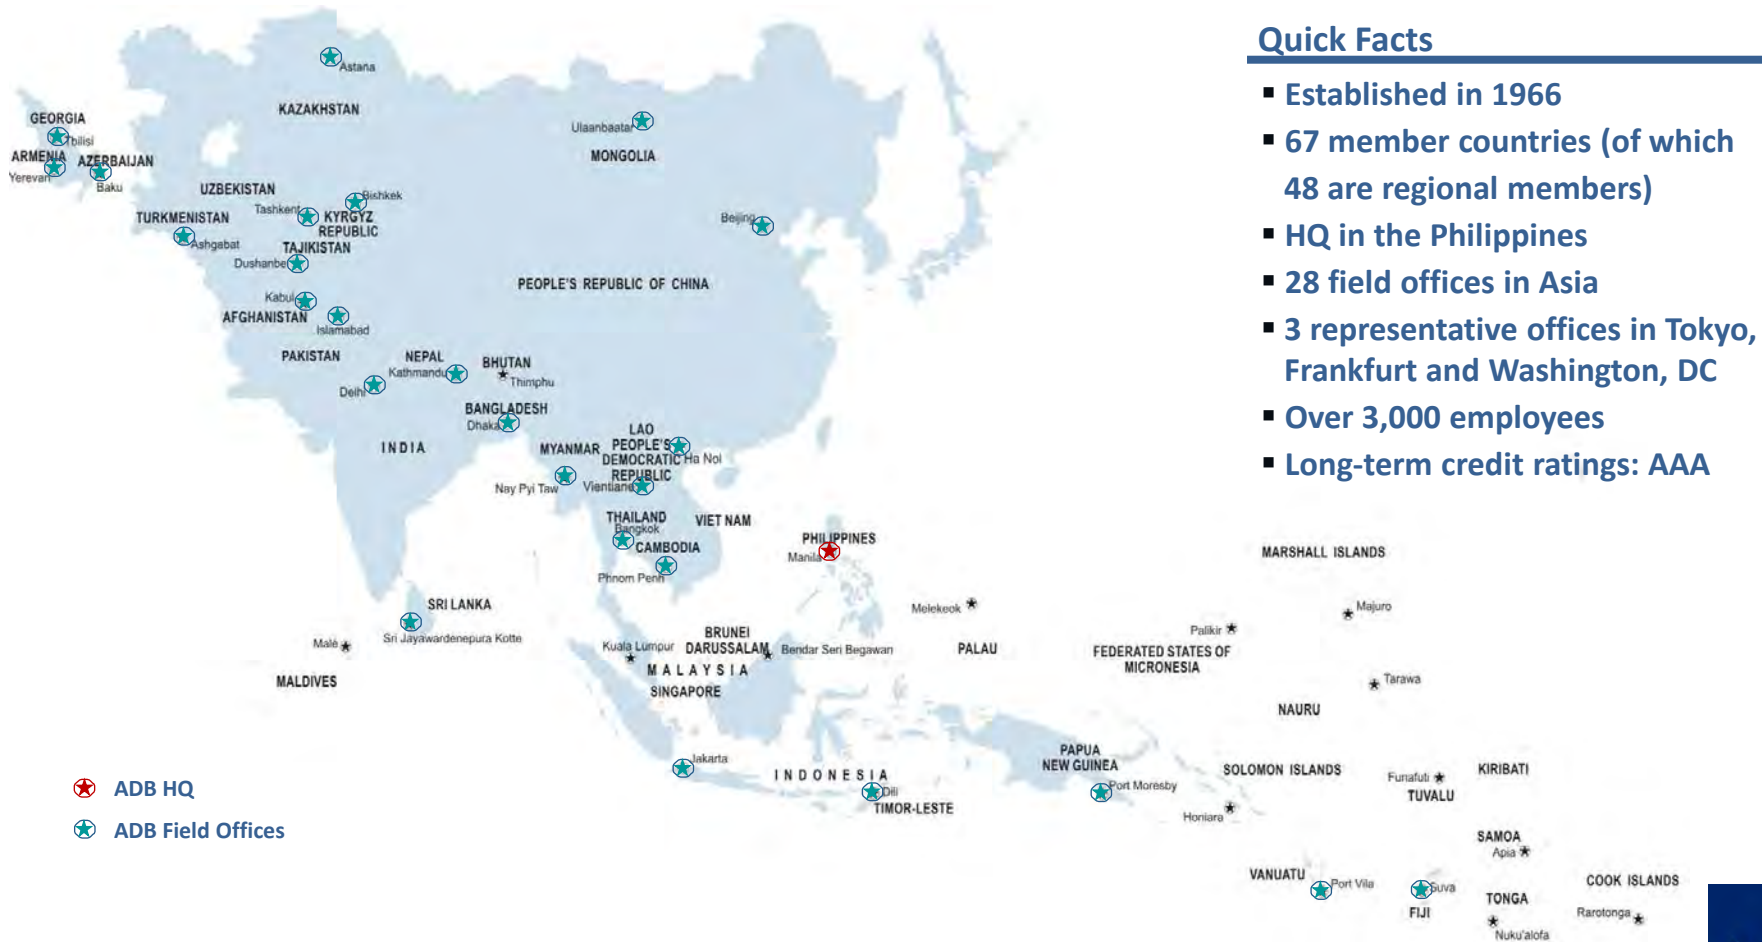 Quick Facts
▪ Established in 1966
▪ 67 member countries (of which
48 are regional members)
▪ HQ in the Philippines
▪ 28 field offices in Asia
▪ 3 representative offices in Tokyo,
Frankfurt and Washington, DC
▪ Over 3,000 employees
▪ Long-term credit ratings: AAA
Astana
KAZAKHSTAN
GEORGIA
Tbilisi
ARMENIA
Yerevan
AZERBAIJAN
Baku
Ulaanbaatar
MONGOLIA
UZBEKISTAN
Tashkent
Bishkek
KYRGYZ
REPUBLIC
TURKMENISTAN
Ashgabat
TAJIKISTAN
Dushanbe
Beijing
PEOPLE'S REPUBLIC OF CHINA
Kabul
AFGHANISTAN
Islamabad
PAKISTAN
NEPAL
Kathmandu
BHUTAN
Thimphu
Delhi
BANGLADESH
Dhaka
INDIA
MYANMAR
Nay Pyi Taw
LAO
PEOPLE'S
DEMOCRATIC
REPUBLIC
Ha Noi
Vientiane
THAILAND
Bangkok
VIET NAM
CAMBODIA
Phnom Penh
PHILIPPINES
Manila
MARSHALL ISLANDS
Majuro
SRI LANKA
Sri Jayawardenepura Kotte
Malé
MALDIVES
Kuala Lumpur
BRUNEI
DARUSSALAM
Bendar Seri Begawan
MALAYSIA
SINGAPORE
Melekeok
PALAU
Palikir
FEDERATED STATES OF
MICRONESIA
Tarawa
NAURU
Jakarta
INDONESIA
Dili
TIMOR-LESTE
PAPUA
NEW GUINEA
Port Moresby
SOLOMON ISLANDS
Honiara
Funafuti
TUVALU
KIRIBATI
SAMOA
Apia
VANUATU
Port Vila
Suva
FIJI
TONGA
Nuku'alofa
COOK ISLANDS
Rarotonga
ADB HQ
ADB Field Offices